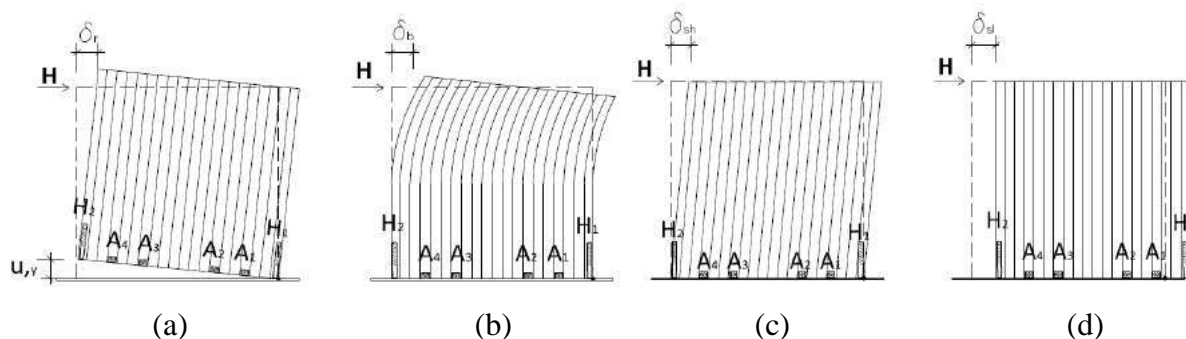 δr δb δsh δsl
H H H H
H2 A4 A3 A2 A1 H1
H2 A4 A3 A2 A1 H1
H2 A4 A3 A2 A1 H1
H2 A4 A3 A2 A1 H
u,y
(a) (b) (c) (d)